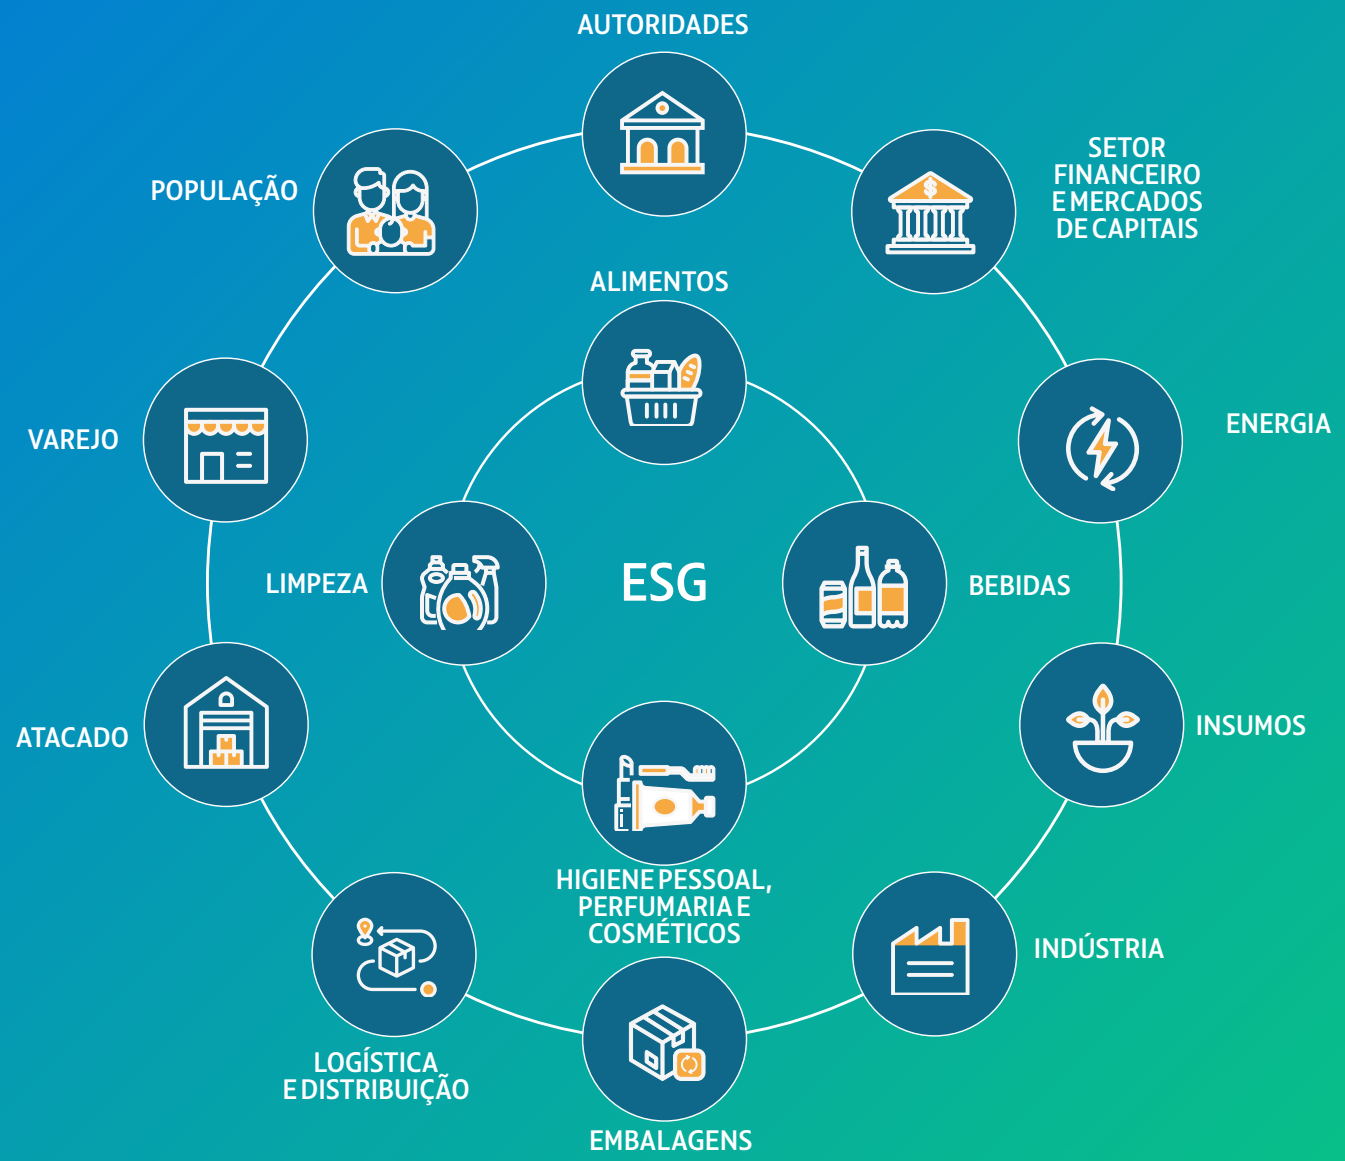 AUTORIDADES
SETOR
FINANCEIRO
E MERCADOS
DE CAPITAIS
POPULAÇÃO
ALIMENTOS
ENERGIA
VAREJO
LIMPEZA
ESG
BEBIDAS
INSUMOS
ATACADO
HIGIENE PESSOAL,
PERFUMARIA E
COSMÉTICOS
INDÚSTRIA
LOGÍSTICA
E DISTRIBUIÇÃO
EMBALAGENS